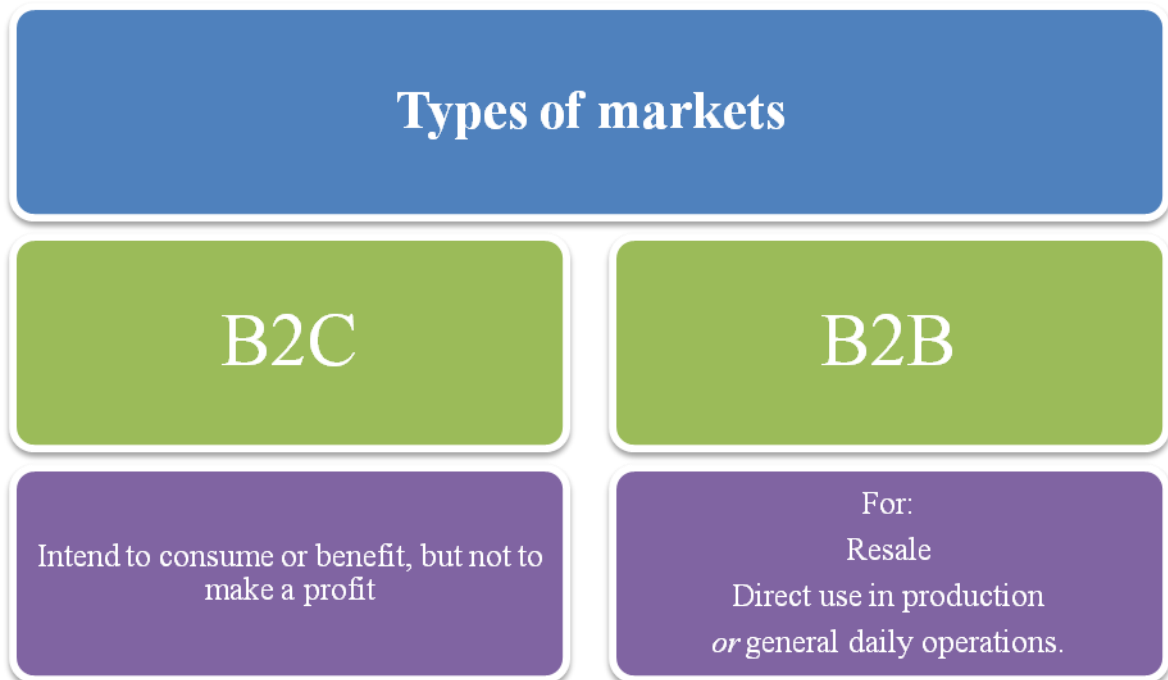 Types of markets
B2C
B2B
Intend to consume or benefit, but not to
make a profit
For:
Resale
Direct use in production
or general daily operations.